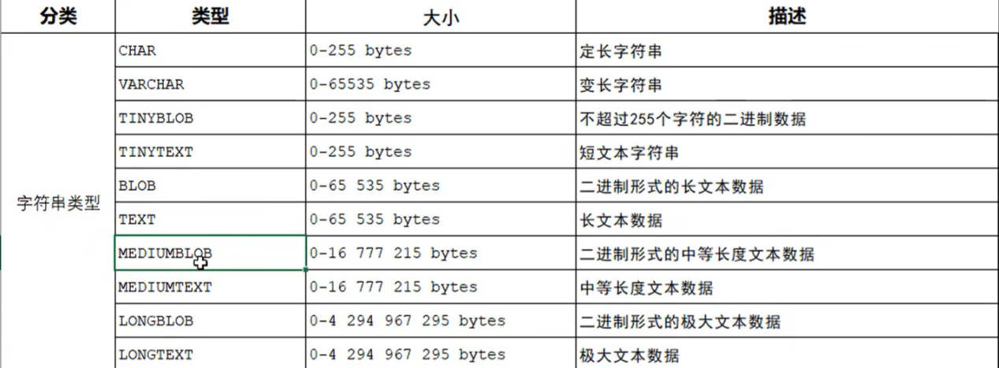 分类 类型 大小 描述
CHAR 0-255 bytes 定长字符串
VARCHAR 0-65535 bytes 变长字符串
TINYBLOB 0-255 bytes 不超过255个字符的二进制数据
TINYTEXT 0-255 bytes 短文本字符串
BLOB 0-65 535 bytes 二进制形式的长文本数据
字符串类型
TEXT 0-65 535 bytes 长文本数据
MEDIUMBLOB 0-16 777 215 bytes 二进制形式的中等长度文本数据
MEDIUMTEXT 0-16 777 215 bytes 中等长度文本数据
LONGBLOB 0-4 294 967 295 bytes 二进制形式的极大文本数据
LONGTEXT 0-4 294 967 295 bytes 极大文本数据